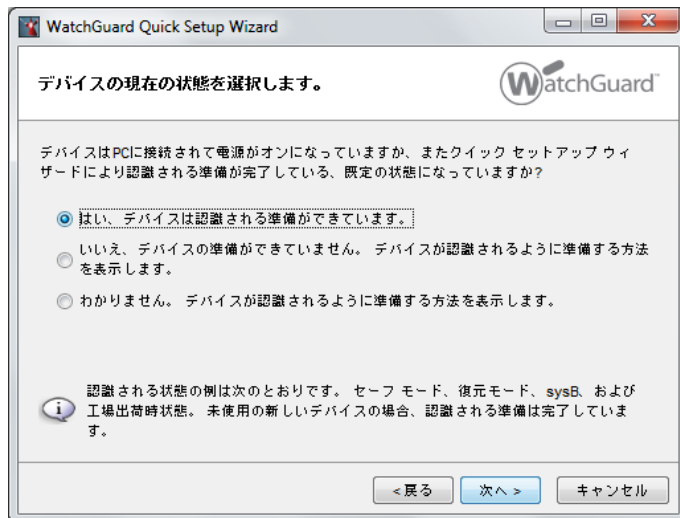 WatchGuard Quick Setup Wizard
デバイスの現在の状態を選択します。
WatchGuard™
デバイスはPCに接続されて電源がオンになっていますか、またクイック セットアップ ウィ
ザードにより認識される準備が完了している、既定の状態になっていますか?
はい、デバイスは認識される準備ができています。
いいえ、デバイスの準備ができていません。 デバイスが認識されるように準備する方法
を表示します。
わかりません。 デバイスが認識されるように準備する方法を表示します。
認識される状態の例は次のとおりです。 セーフ モード、復元モード、sysB、および
工場出荷時状態。 未使用の新しいデバイスの場合、認識される準備は完了していま
す。
<戻る 次へ > キャンセル